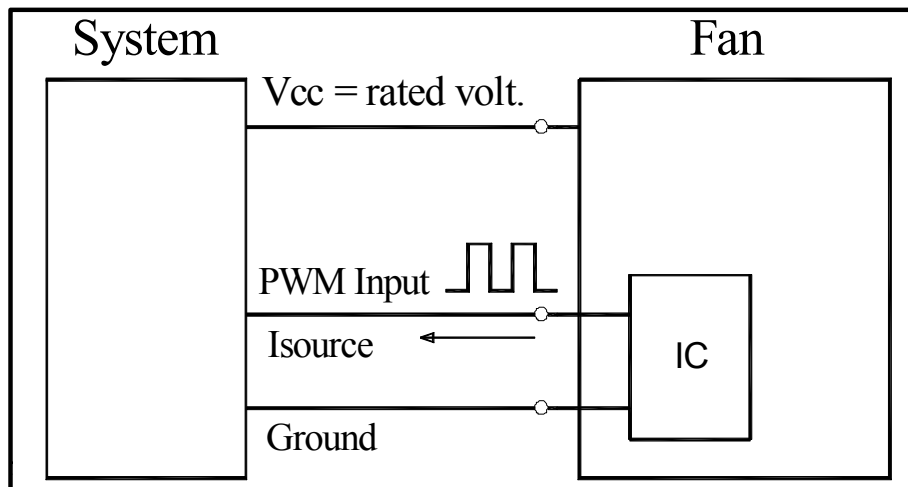 System Fan
Vcc = rated volt.
PWM Input
Isource
IC
Ground